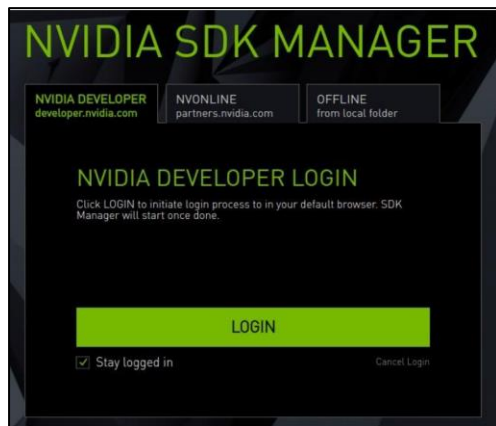 NVIDIA SDK MANAGER
NVIDIA DEVELOPER
developer.nvidia.com
NVONLINE
partners.nvidia.com
OFFLINE
from local folder
NVIDIA DEVELOPER LOGIN
Click LOGIN to initiate login process to in your default browser. SDK
Manager will start once done.
LOGIN
Stay logged in
Cancel Login